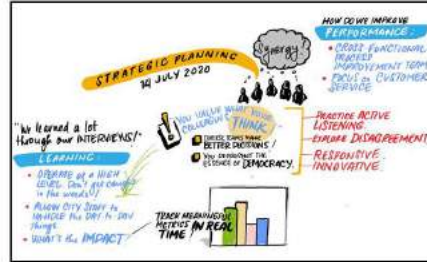 STRATEGIC PLANNING
14 JULY 2020
Synergy
HOW DO WE IMPROVE
PERFORMANCE:
• CROSS FUNCTIONAL
PROCESS
IMPROVEMENT TEAM
• FOCUS on CUSTOMER
SERVICE
YOU VALUE WHAT YOUR
COLLEAGUES THINK.
DIVERSE TEAMS MAKE
BETTER DECISIONS!
YOU DEMONSTRATE THE
ESSENCE OF DEMOCRACY.
PRACTICE ACTIVE
LISTENING.
EXPLORE DISAGREEMENT
RESPONSIVE
INNOVATIVE
"We learned a lot
through our INTERVIEWS!"
LEARNING:
• OPERATE at a HIGH
LEVEL. Don't get caught
in the weeds!
• ALLOW CITY STAFF to
HANDLE the DAY to DAY
things
• WHAT'S the IMPACT
TRACK MEANINGFUL
METRICS IN REAL
TIME!